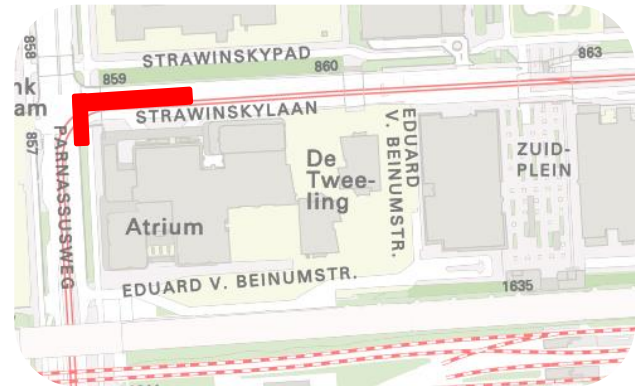 858
STRAWINSKYPAD
863
859
860
nk
am
STRAWINSKYLAAN
857
PARNASSUSWEG
De
Twee-
ling
EDUARD
V. BEINUMSTR.
ZUID-
PLEIN
Atrium
EDUARD V. BEINUMSTR.
1635